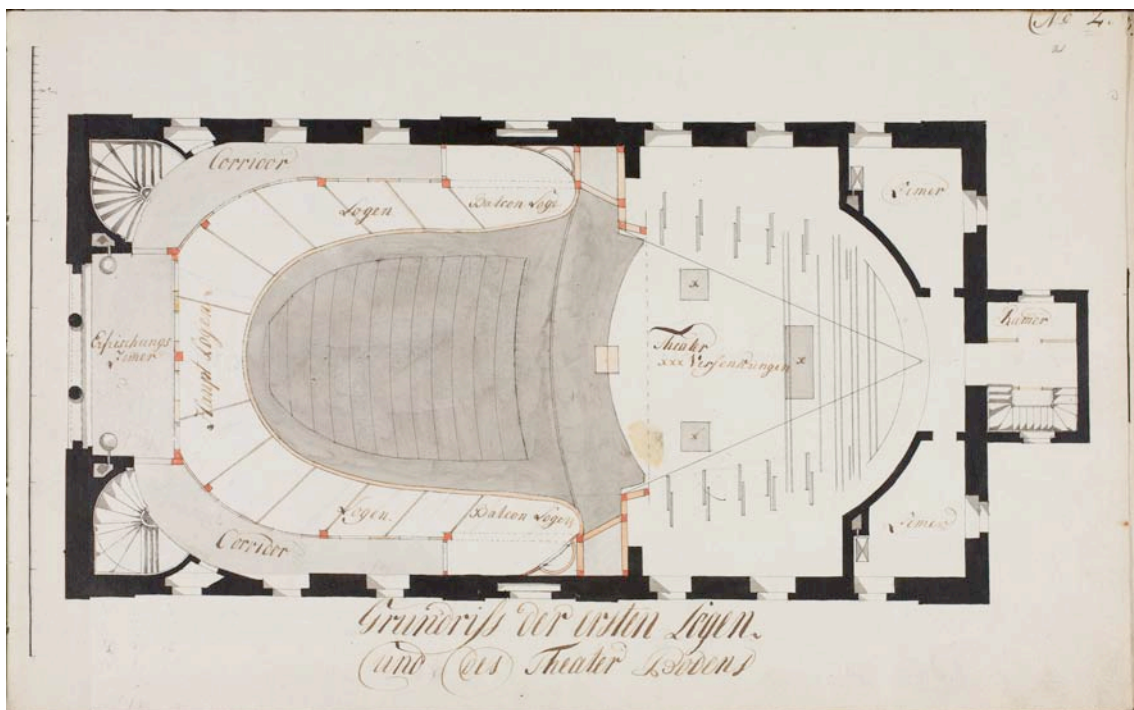 No 4.
Corridor
Logen
Balcon Loge
Zimer
Erfrischungs
Zimer
Haupt Logen.
Theater
xxx Versenkungen
x
x
x
Kamer
Logen.
Balcon Logen
Corridor
Zimer
Grundriss der ersten Logen.
und des Theater Bodens